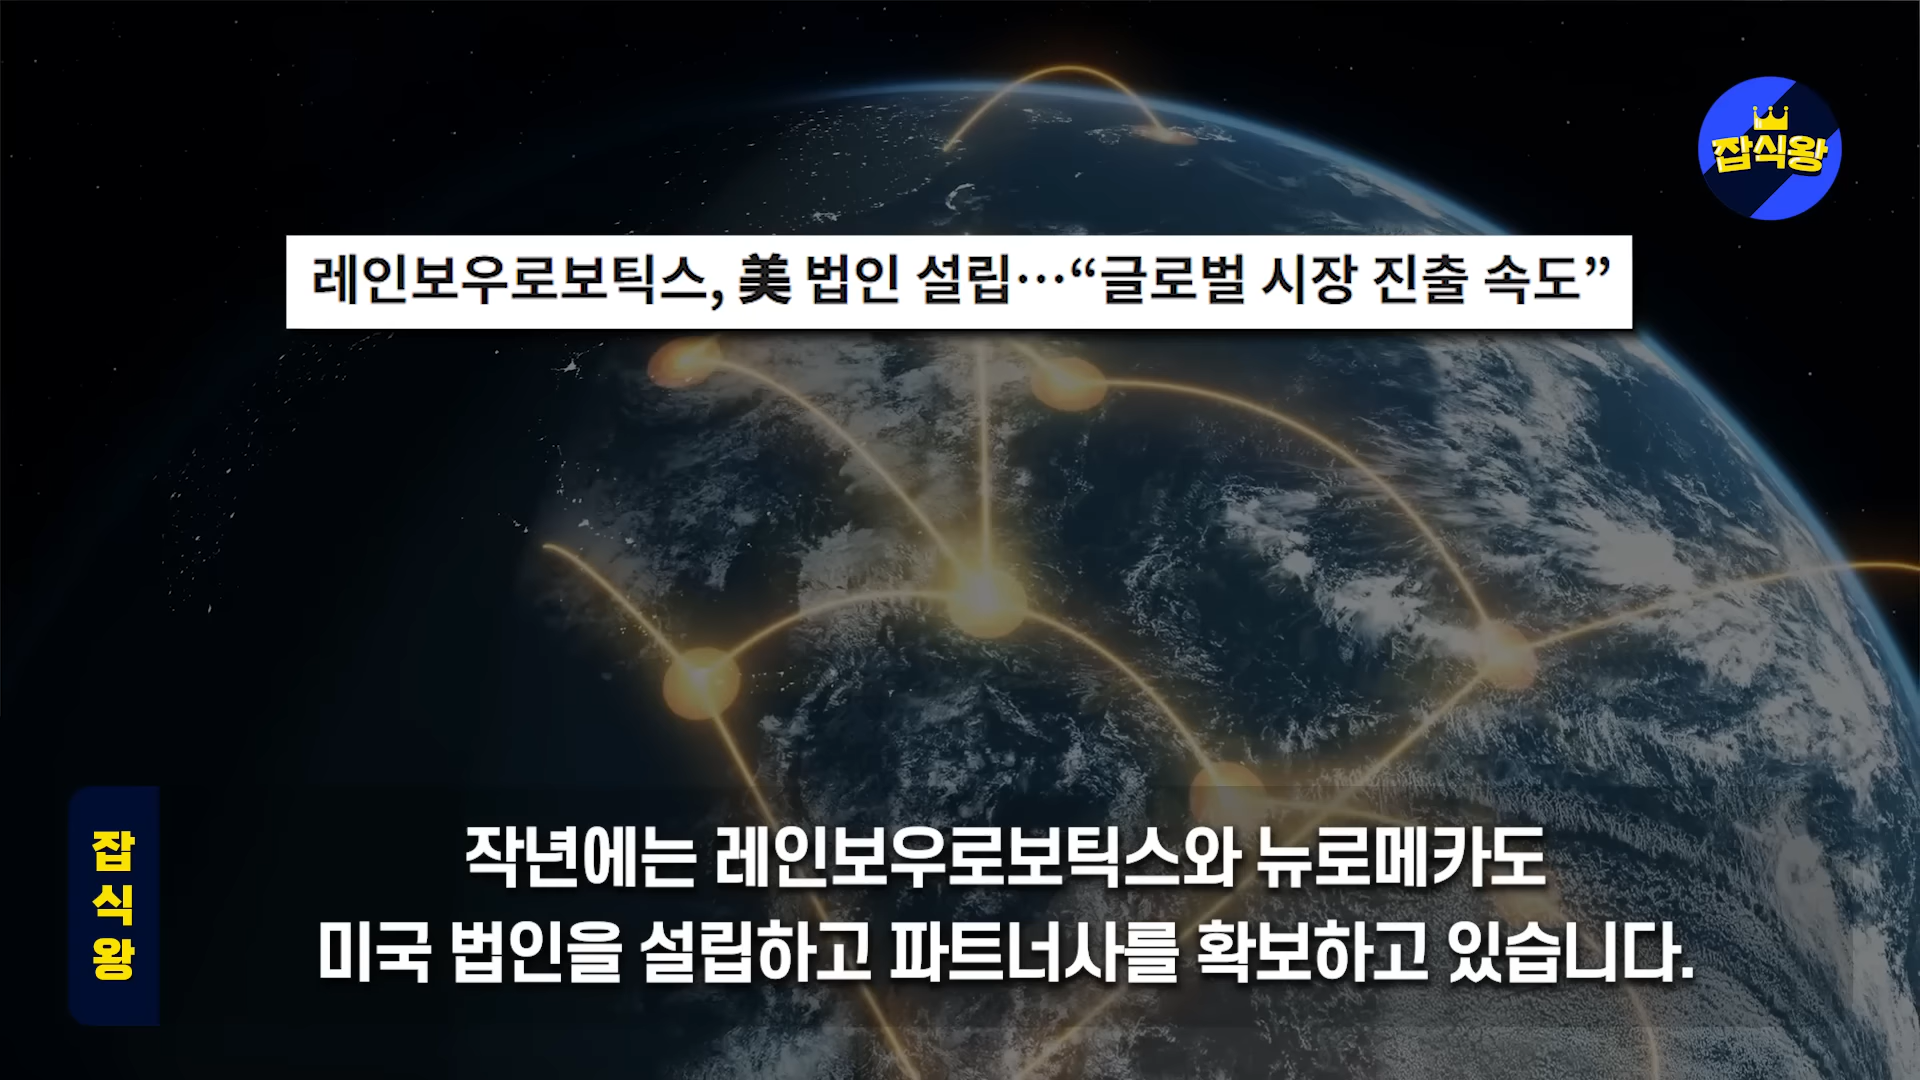 잡식왕
레인보우로보틱스, 美 법인 설립…“글로벌 시장 진출 속도”
잡식왕
작년에는 레인보우로보틱스와 뉴로메카도
미국 법인을 설립하고 파트너사를 확보하고 있습니다.